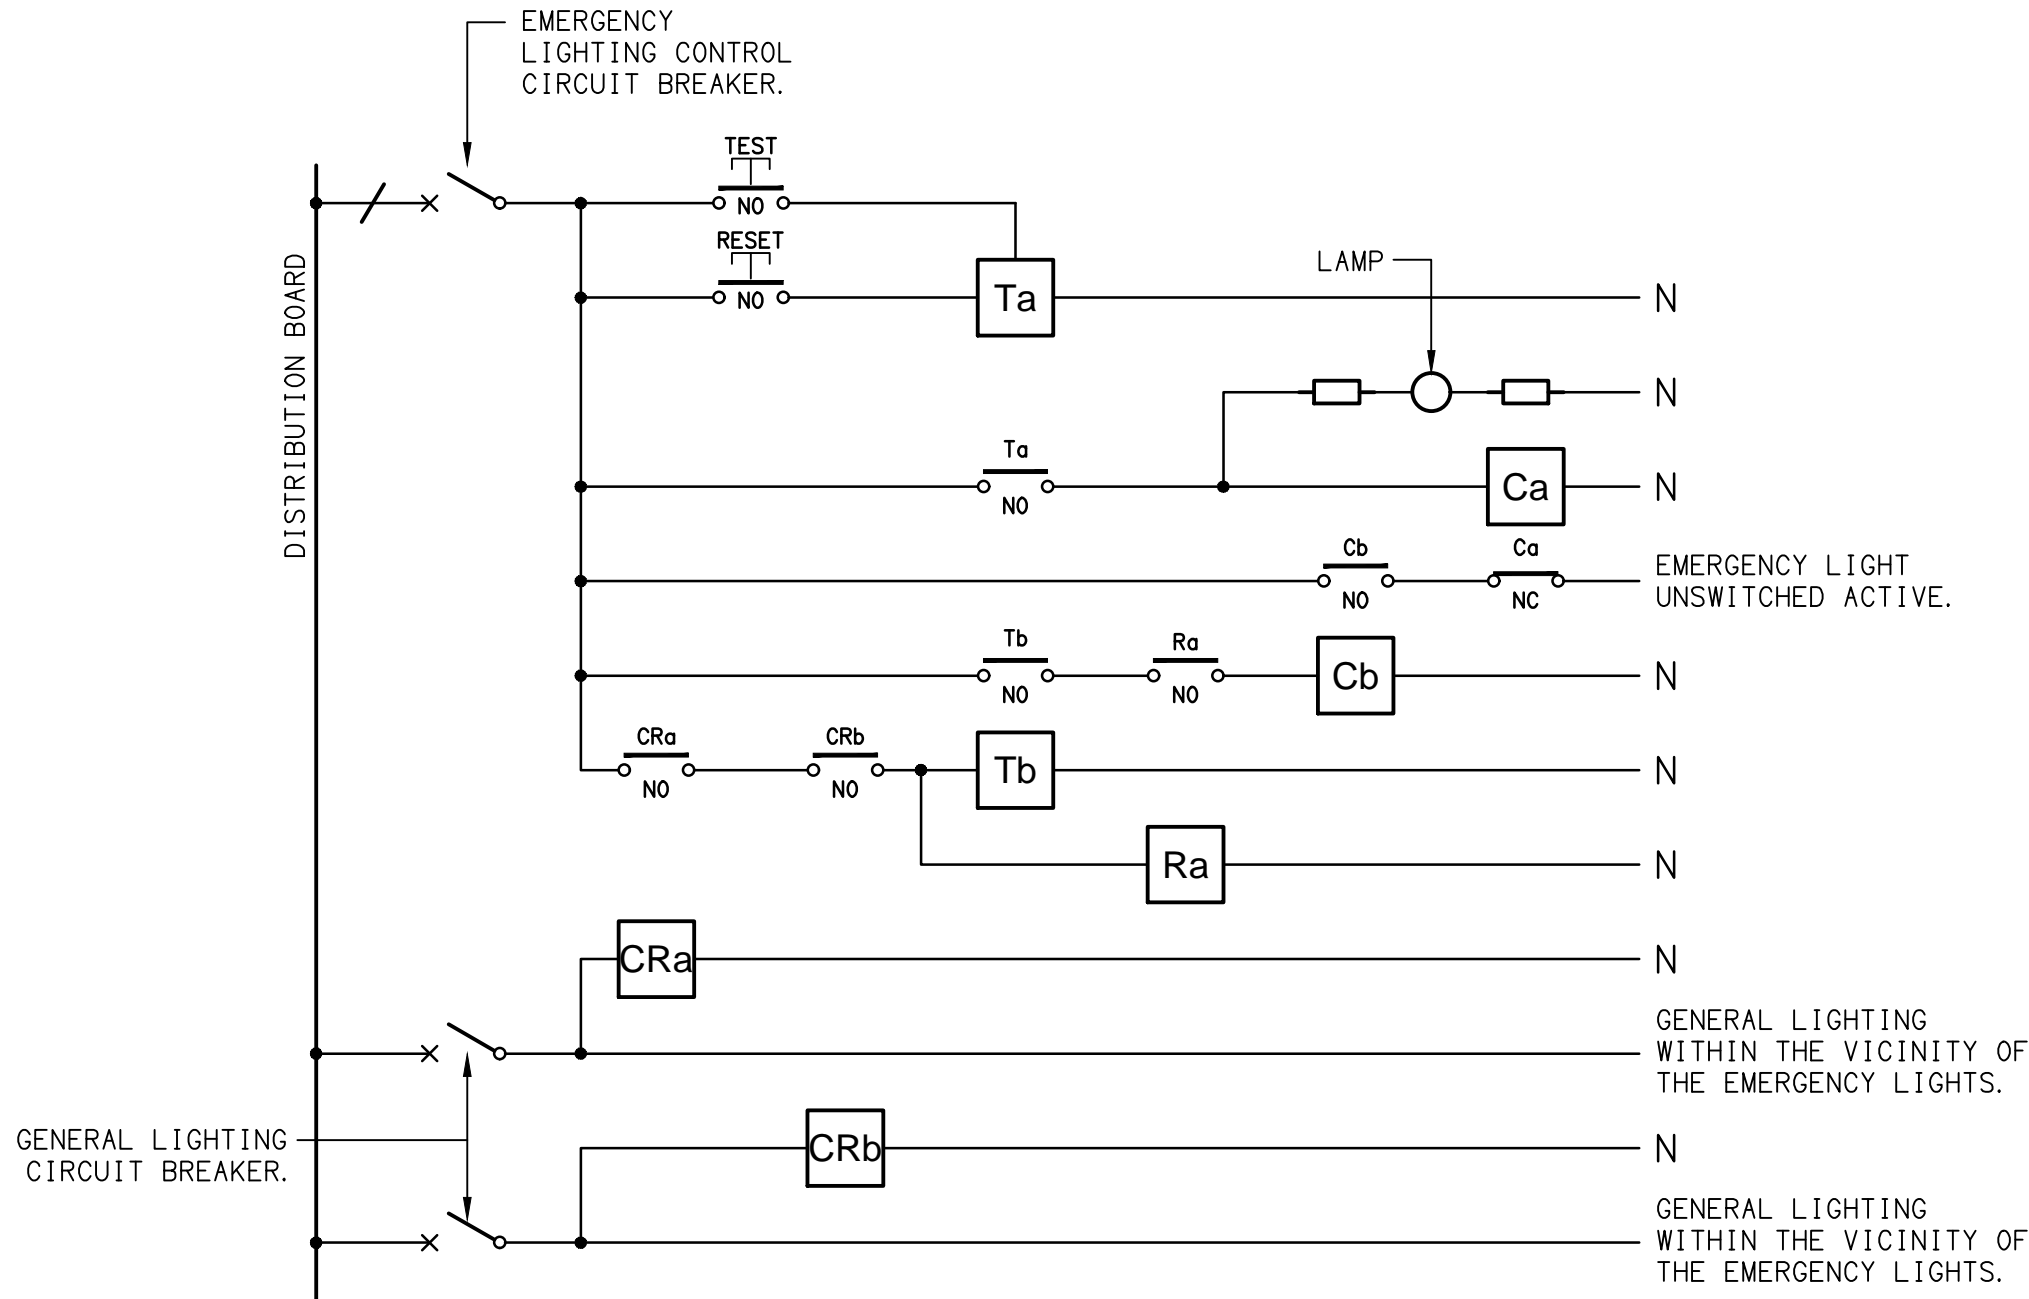 EMERGENCY
LIGHTING CONTROL
CIRCUIT BREAKER.
TEST
NO
RESET
NO
Ta
N
LAMP
N
DISTRIBUTION BOARD
Ta
NO
Ca
N
Cb
NO
Ca
NC
EMERGENCY LIGHT
UNSWITCHED ACTIVE.
Tb
NO
Ra
NO
Cb
N
CRa
NO
CRb
NO
Tb
N
Ra
N
CRa
N
GENERAL LIGHTING
WITHIN THE VICINITY OF
THE EMERGENCY LIGHTS.
GENERAL LIGHTING
CIRCUIT BREAKER.
CRb
N
GENERAL LIGHTING
WITHIN THE VICINITY OF
THE EMERGENCY LIGHTS.